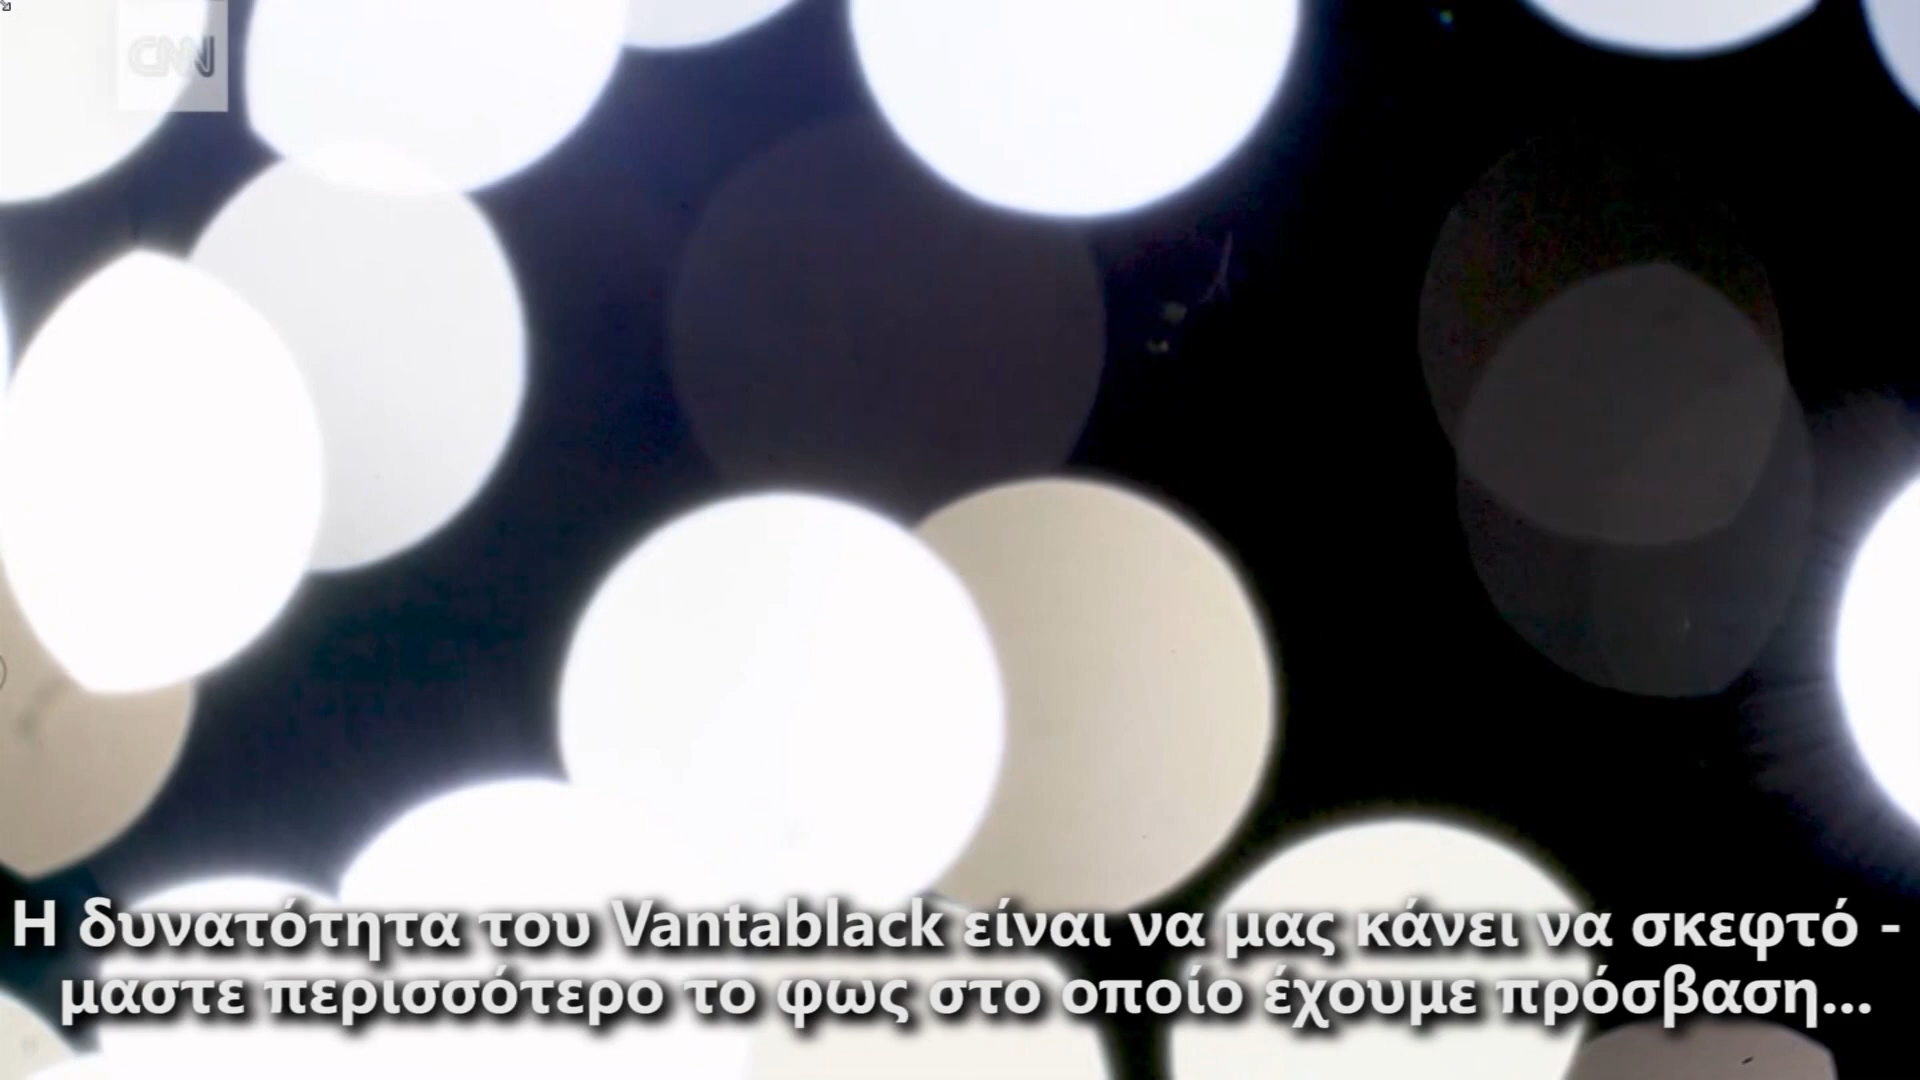 CNN
Η δυνατότητα του Vantablack είναι να μας κάνει να σκεφτό -
μαστε περισσότερο το φως στο οποίο έχουμε πρόσβαση...